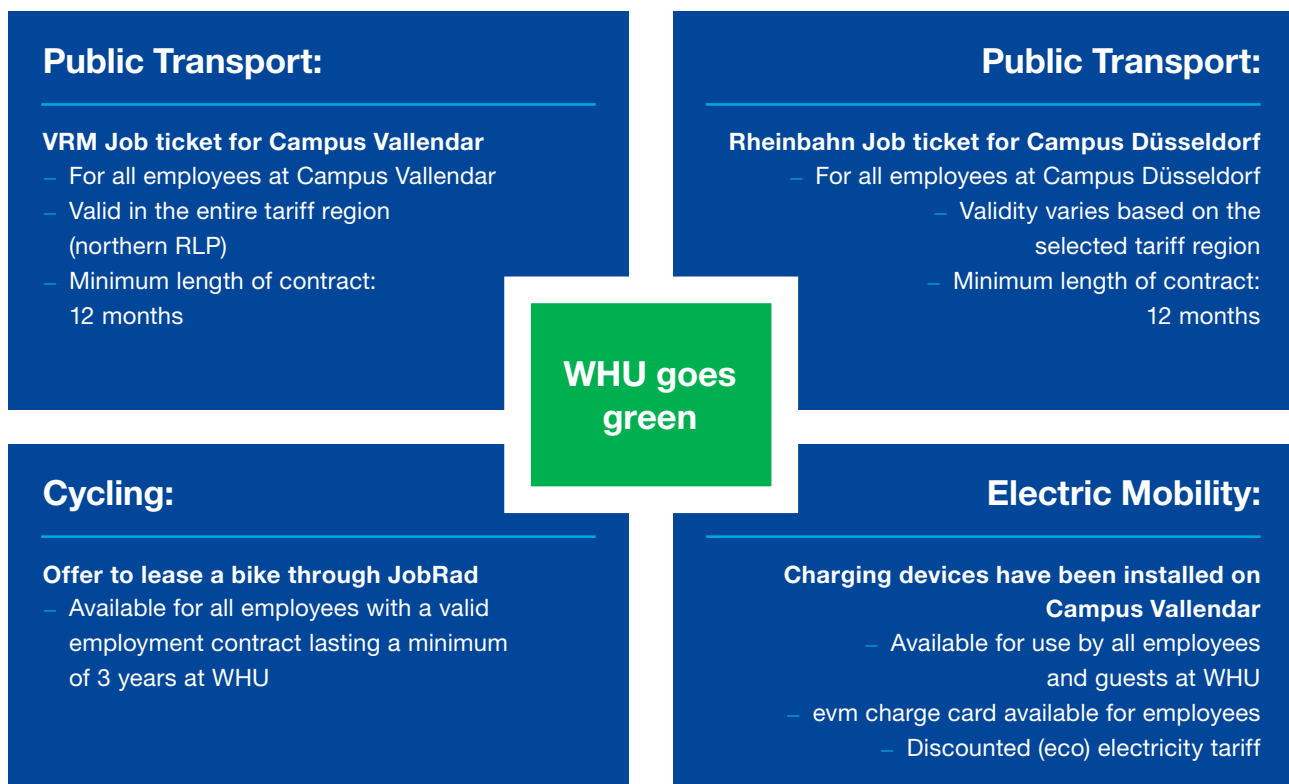 Public Transport:
VRM Job ticket for Campus Vallendar
– For all employees at Campus Vallendar
– Valid in the entire tariff region
(northern RLP)
– Minimum length of contract:
12 months
Public Transport:
Rheinbahn Job ticket for Campus Düsseldorf
– For all employees at Campus Düsseldorf
– Validity varies based on the
selected tariff region
– Minimum length of contract:
12 months
WHU goes
green
Cycling:
Offer to lease a bike through JobRad
– Available for all employees with a valid
employment contract lasting a minimum
of 3 years at WHU
Electric Mobility:
Charging devices have been installed on
Campus Vallendar
– Available for use by all employees
and guests at WHU
– evm charge card available for employees
– Discounted (eco) electricity tariff